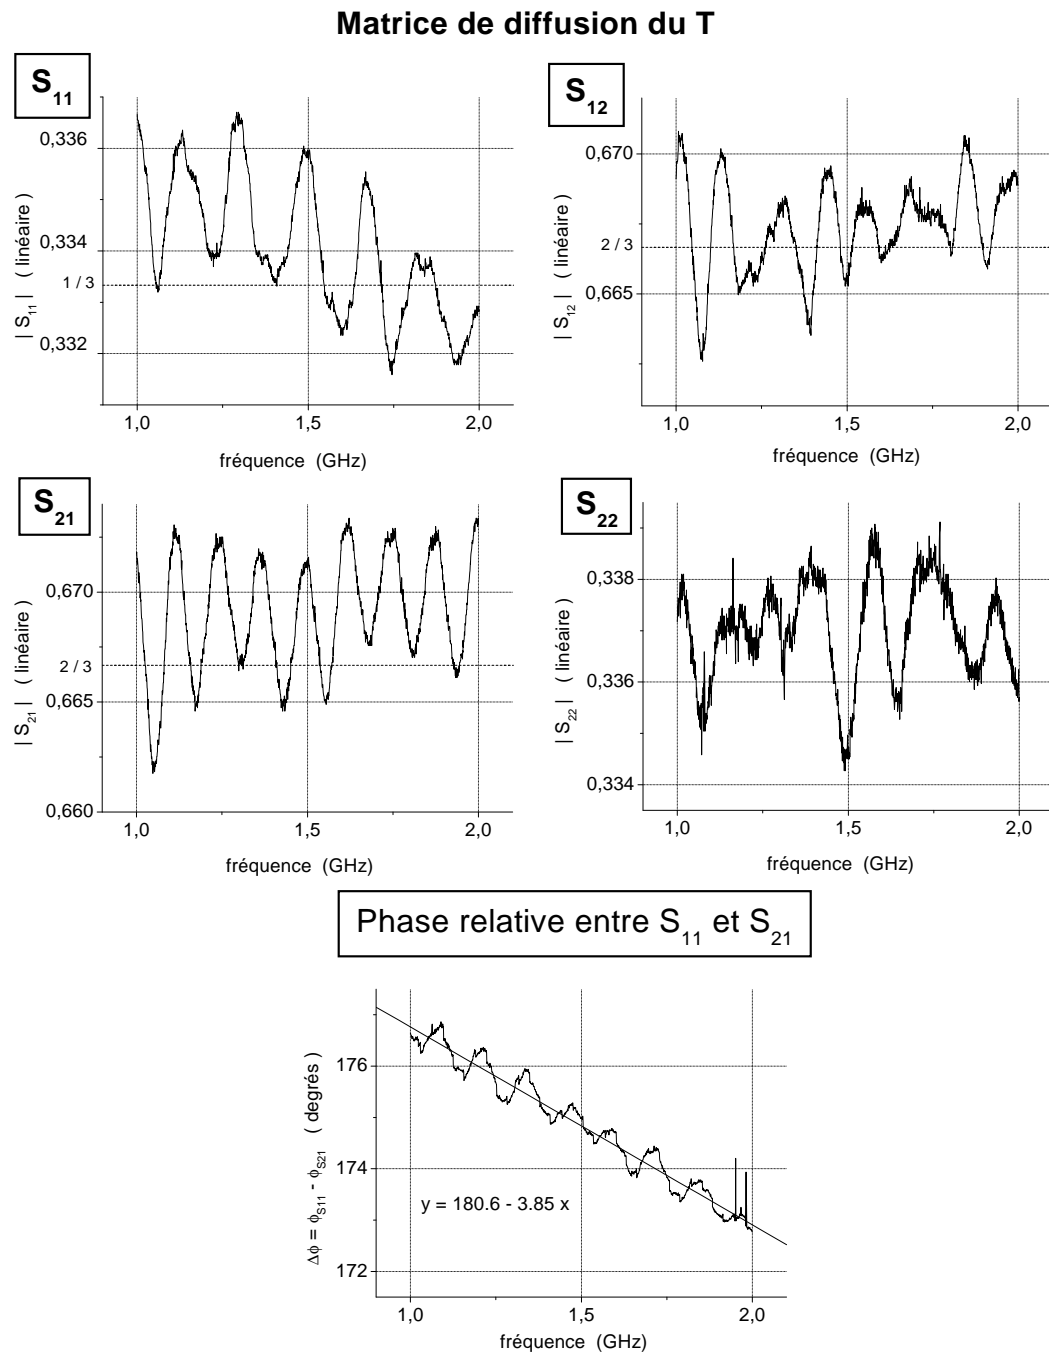 Matrice de diffusion du T
S11
0,336
0,334
1 / 3
0,332
| S11 | ( linéaire )
1,0
1,5
2,0
fréquence (GHz)
S12
0,670
2 / 3
0,665
| S12 | ( linéaire )
1,0
1,5
2,0
fréquence (GHz)
S21
0,670
2 / 3
0,665
0,660
| S21 | ( linéaire )
1,0
1,5
2,0
fréquence (GHz)
S22
0,338
0,336
0,334
| S22 | ( linéaire )
1,0
1,5
2,0
fréquence (GHz)
Phase relative entre S11 et S21
176
174
172
Δϕ = ϕS11 - ϕS21 ( degrés )
y = 180.6 - 3.85 x
1,0
1,5
2,0
fréquence (GHz)